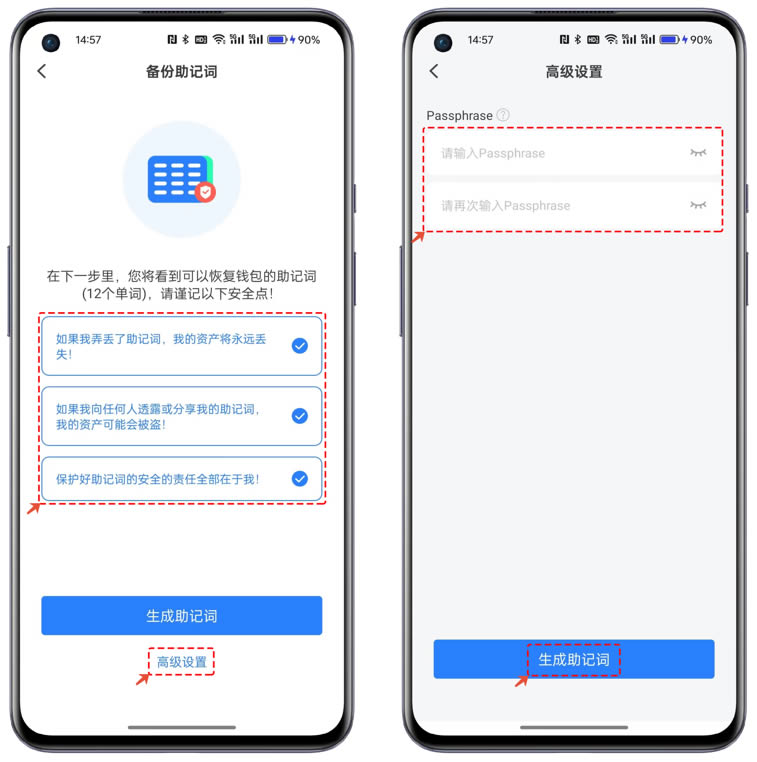 14:57
HD
5G
5G
90%
备份助记词
在下一步里，您将看到可以恢复钱包的助记词
(12个单词)，请谨记以下安全点！
如果我弄丢了助记词，我的资产将永远丢
失！
如果我向任何人透露或分享我的助记词，
我的资产可能会被盗！
保护好助记词的安全的责任全部在于我！
生成助记词
高级设置
14:57
HD
5G
5G
90%
高级设置
Passphrase ?
请输入Passphrase
请再次输入Passphrase
生成助记词